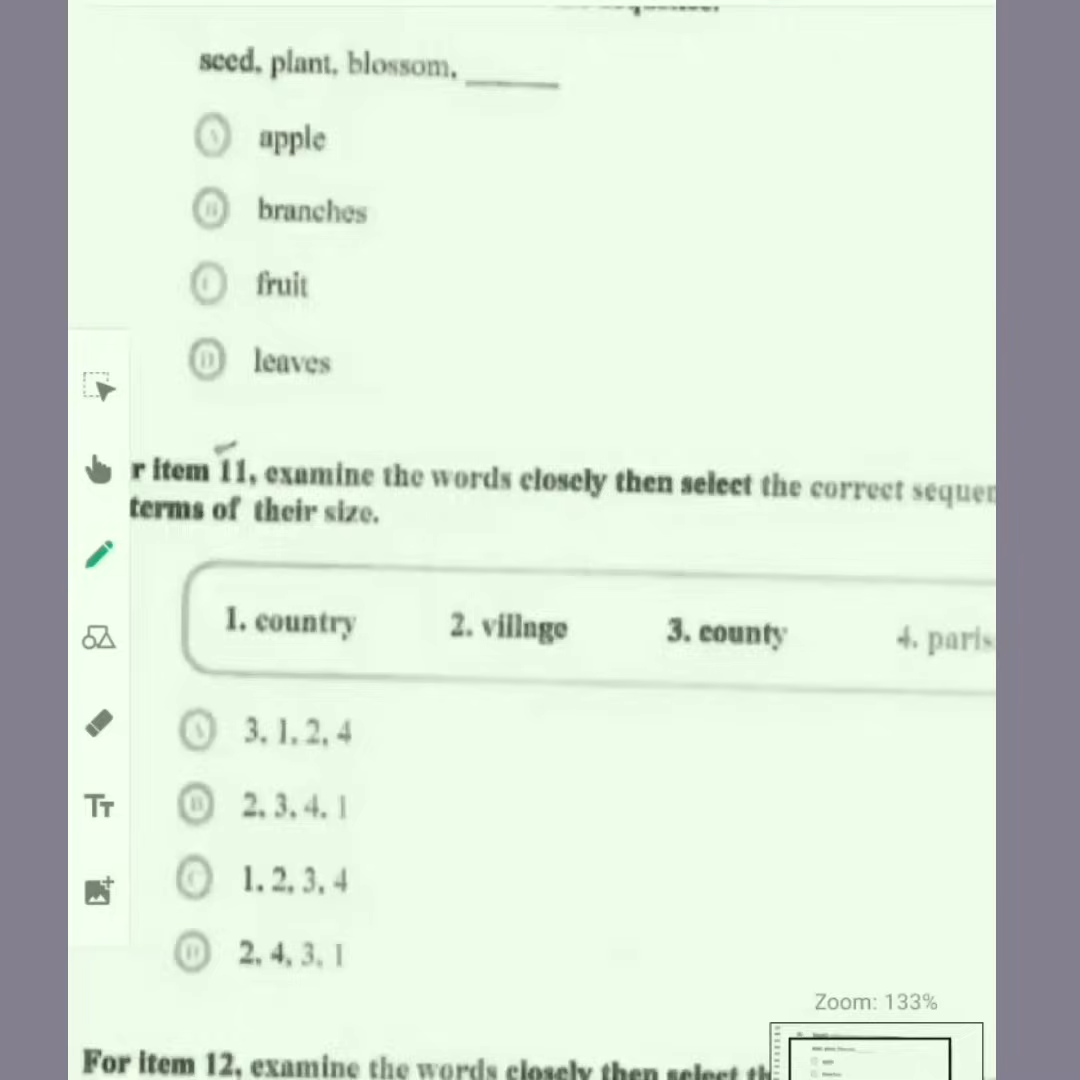 seed, plant, blossom, ______
A apple
B branches
C fruit
D leaves
r item 11, examine the words closely then select the correct sequen
terms of their size.
1. country 2. village 3. county 4. paris
A 3, 1, 2, 4
B 2, 3, 4, 1
C 1, 2, 3, 4
D 2, 4, 3, 1
Zoom: 133%
For item 12, examine the words closely then select th